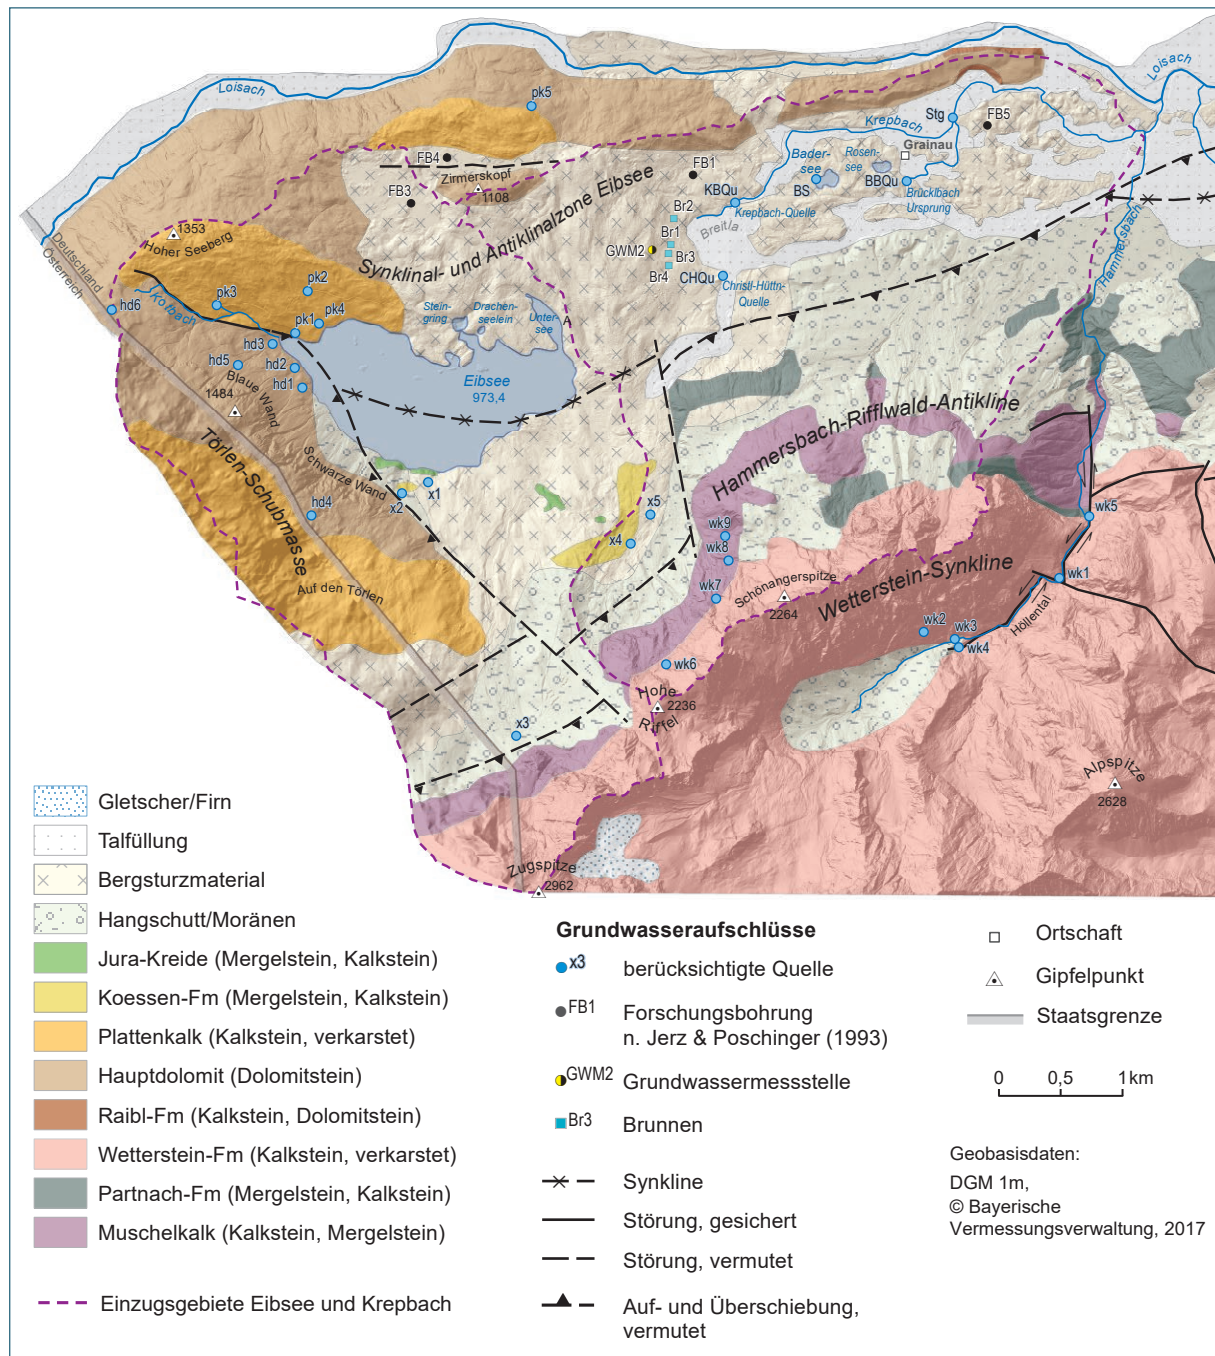 Loisach
Loisach
pk5
Stg
FB5
Krepbach
Grainau
FB4
FB1
Zirmerskopf
1108
FB3
Bader-
see
BS
Rosen-
see
BBQu
Brücklbach
Ursprung
KBQu
Krepbach-Quelle
Br2
Breitla
Br1
GWM2
Br3
Br4
CHQu
Christl-Hüttn-
Quelle
Hammersbach
1353
Hoher Seeberg
Synklinal- und Antiklinalzone Eibsee
Deutschland
Österreich
Kotbach
hd6
pk3
pk2
pk4
pk1
hd3
hd5
hd2
hd1
Blaue Wand
1484
Stein-
gring
Drachen-
seelein
Unter-
see
A
Eibsee
973,4
Hammersbach-Rifflwald-Antikline
Törlen-Schubmasse
Schwarze Wand
x1
x2
hd4
x5
x4
wk9
wk8
wk7
wk5
wk1
Auf den Törlen
Schönangerspitze
2264
Wetterstein-Synkline
Höllental
wk2
wk3
wk4
wk6
Hohe
Riffel
2236
x3
Alpspitze
2628
Zugspitze
2962
Gletscher/Firn
Talfüllung
Bergsturzmaterial
Hangschutt/Moränen
Jura-Kreide (Mergelstein, Kalkstein)
Koessen-Fm (Mergelstein, Kalkstein)
Plattenkalk (Kalkstein, verkarstet)
Hauptdolomit (Dolomitstein)
Raibl-Fm (Kalkstein, Dolomitstein)
Wetterstein-Fm (Kalkstein, verkarstet)
Partnach-Fm (Mergelstein, Kalkstein)
Muschelkalk (Kalkstein, Mergelstein)
Einzugsgebiete Eibsee und Krepbach
Grundwasseraufschlüsse
x3 berücksichtigte Quelle
FB1 Forschungsbohrung
n. Jerz & Poschinger (1993)
GWM2 Grundwassermessstelle
Br3 Brunnen
Synkline
Störung, gesichert
Störung, vermutet
Auf- und Überschiebung,
vermutet
Ortschaft
Gipfelpunkt
Staatsgrenze
0 0,5 1 km
Geobasisdaten:
DGM 1m,
© Bayerische
Vermessungsverwaltung, 2017